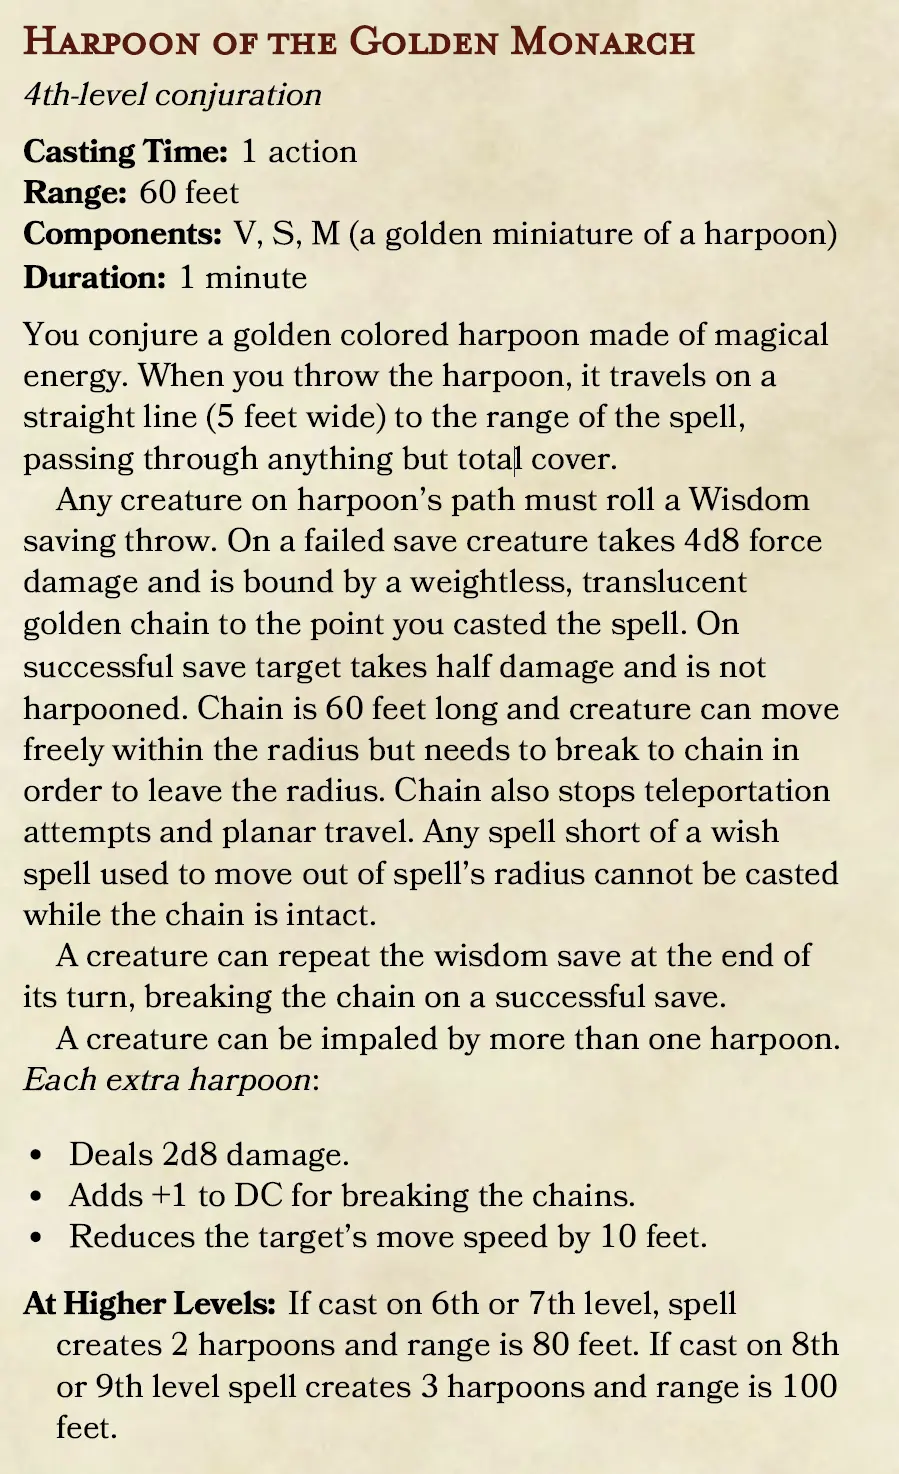 Harpoon of the Golden Monarch
4th-level conjuration
Casting Time: 1 action
Range: 60 feet
Components: V, S, M (a golden miniature of a harpoon)
Duration: 1 minute
You conjure a golden colored harpoon made of magical
energy. When you throw the harpoon, it travels on a
straight line (5 feet wide) to the range of the spell,
passing through anything but total cover.
Any creature on harpoon's path must roll a Wisdom
saving throw. On a failed save creature takes 4d8 force
damage and is bound by a weightless, translucent
golden chain to the point you casted the spell. On
successful save target takes half damage and is not
harpooned. Chain is 60 feet long and creature can move
freely within the radius but needs to break to chain in
order to leave the radius. Chain also stops teleportation
attempts and planar travel. Any spell short of a wish
spell used to move out of spell's radius cannot be casted
while the chain is intact.
A creature can repeat the wisdom save at the end of
its turn, breaking the chain on a successful save.
A creature can be impaled by more than one harpoon.
Each extra harpoon:
• Deals 2d8 damage.
• Adds +1 to DC for breaking the chains.
• Reduces the target's move speed by 10 feet.
At Higher Levels: If cast on 6th or 7th level, spell
creates 2 harpoons and range is 80 feet. If cast on 8th
or 9th level spell creates 3 harpoons and range is 100
feet.